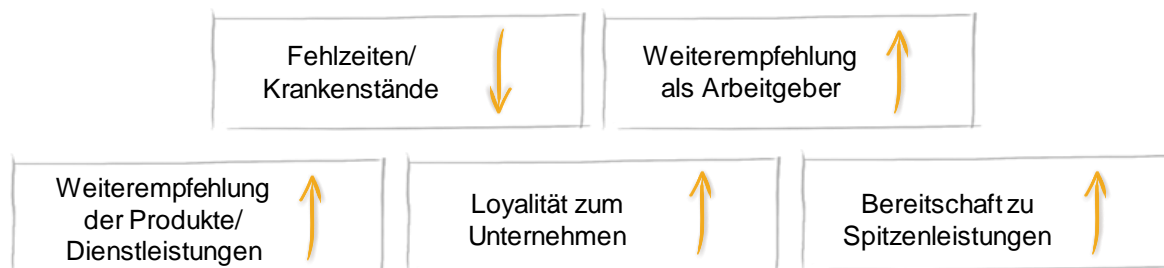 Fehlzeiten/
Krankenstände
Weiterempfehlung
als Arbeitgeber
Weiterempfehlung
der Produkte/
Dienstleistungen
Loyalität zum
Unternehmen
Bereitschaft zu
Spitzenleistungen